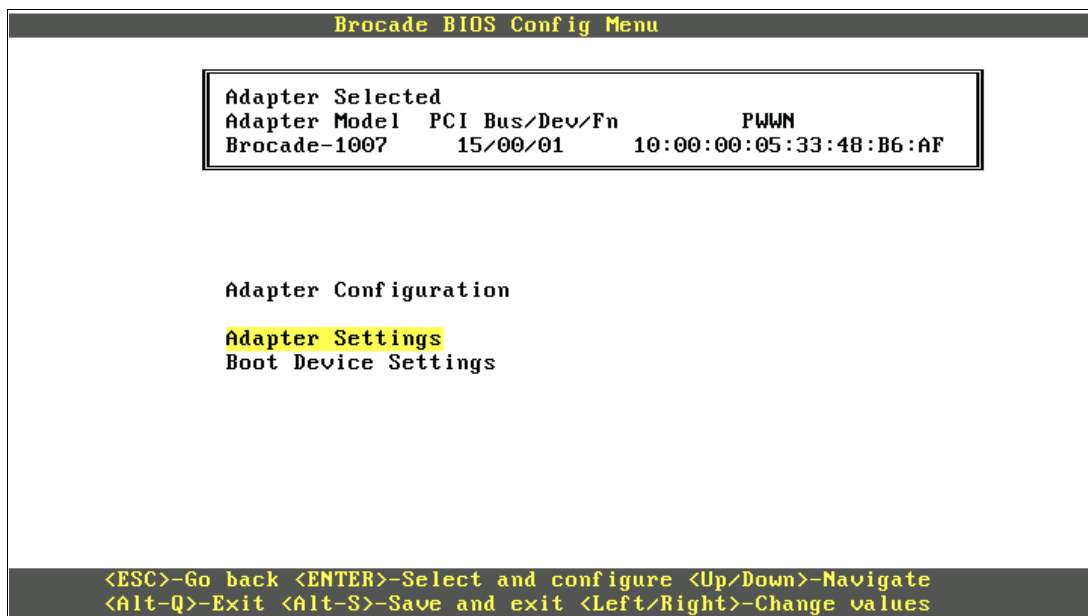 Brocade BIOS Config Menu
Adapter Selected
Adapter Model PCI Bus/Dev/Fn PWWN
Brocade-1007 15/00/01 10:00:00:05:33:48:B6:AF
Adapter Configuration
Adapter Settings
Boot Device Settings
<ESC>-Go back <ENTER>-Select and configure <Up/Down>-Navigate
<Alt-Q>-Exit <Alt-S>-Save and exit <Left/Right>-Change values